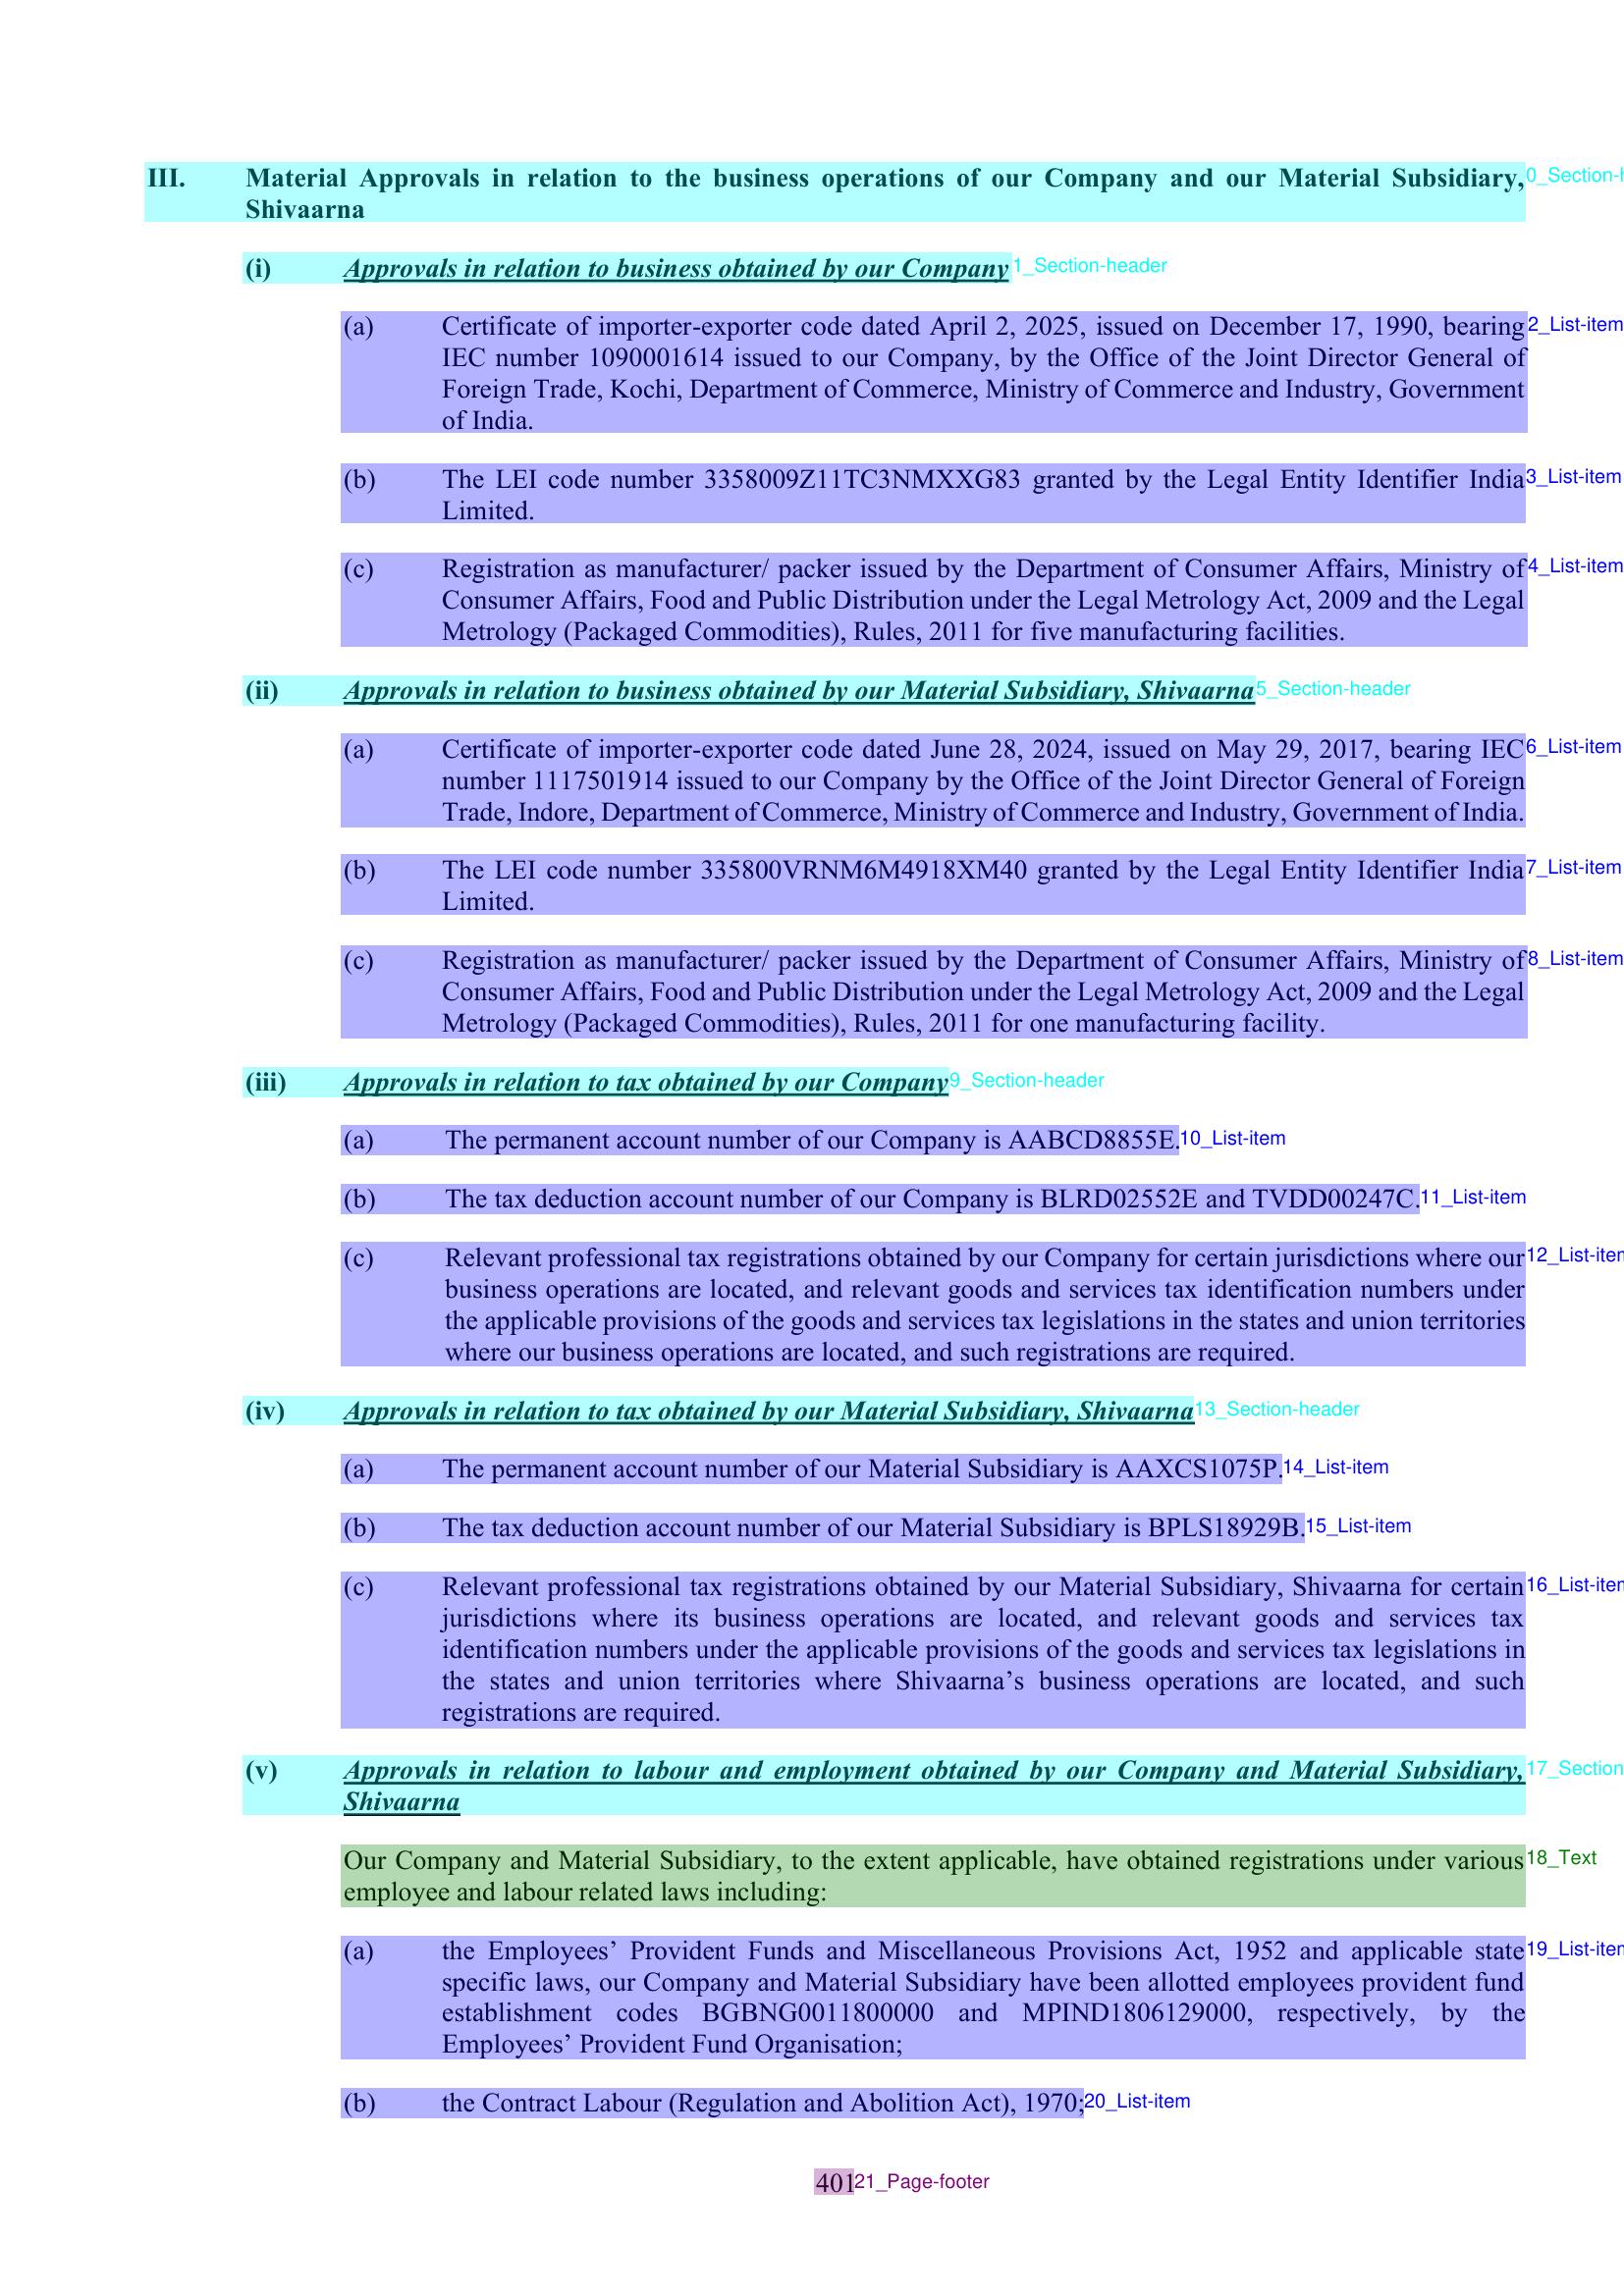 III. Material Approvals in relation to the business operations of our Company and our Material Subsidiary, 0_Section-h
Shivaarna
(i) Approvals in relation to business obtained by our Company 1_Section-header
(a) Certificate of importer-exporter code dated April 2, 2025, issued on December 17, 1990, bearing 2_List-item
IEC number 1090001614 issued to our Company, by the Office of the Joint Director General of
Foreign Trade, Kochi, Department of Commerce, Ministry of Commerce and Industry, Government
of India.
(b) The LEI code number 3358009Z11TC3NMXXG83 granted by the Legal Entity Identifier India 3_List-item
Limited.
(c) Registration as manufacturer/ packer issued by the Department of Consumer Affairs, Ministry of 4_List-item
Consumer Affairs, Food and Public Distribution under the Legal Metrology Act, 2009 and the Legal
Metrology (Packaged Commodities), Rules, 2011 for five manufacturing facilities.
(ii) Approvals in relation to business obtained by our Material Subsidiary, Shivaarna 5_Section-header
(a) Certificate of importer-exporter code dated June 28, 2024, issued on May 29, 2017, bearing IEC 6_List-item
number 1117501914 issued to our Company by the Office of the Joint Director General of Foreign
Trade, Indore, Department of Commerce, Ministry of Commerce and Industry, Government of India.
(b) The LEI code number 335800VRNM6M4918XM40 granted by the Legal Entity Identifier India 7_List-item
Limited.
(c) Registration as manufacturer/ packer issued by the Department of Consumer Affairs, Ministry of 8_List-item
Consumer Affairs, Food and Public Distribution under the Legal Metrology Act, 2009 and the Legal
Metrology (Packaged Commodities), Rules, 2011 for one manufacturing facility.
(iii) Approvals in relation to tax obtained by our Company 9_Section-header
(a) The permanent account number of our Company is AABCD8855E. 10_List-item
(b) The tax deduction account number of our Company is BLRD02552E and TVDD00247C. 11_List-item
(c) Relevant professional tax registrations obtained by our Company for certain jurisdictions where our 12_List-item
business operations are located, and relevant goods and services tax identification numbers under
the applicable provisions of the goods and services tax legislations in the states and union territories
where our business operations are located, and such registrations are required.
(iv) Approvals in relation to tax obtained by our Material Subsidiary, Shivaarna 13_Section-header
(a) The permanent account number of our Material Subsidiary is AAXCS1075P. 14_List-item
(b) The tax deduction account number of our Material Subsidiary is BPLS18929B. 15_List-item
(c) Relevant professional tax registrations obtained by our Material Subsidiary, Shivaarna for certain 16_List-item
jurisdictions where its business operations are located, and relevant goods and services tax
identification numbers under the applicable provisions of the goods and services tax legislations in
the states and union territories where Shivaarna’s business operations are located, and such
registrations are required.
(v) Approvals in relation to labour and employment obtained by our Company and Material Subsidiary, 17_Section
Shivaarna
Our Company and Material Subsidiary, to the extent applicable, have obtained registrations under various 18_Text
employee and labour related laws including:
(a) the Employees’ Provident Funds and Miscellaneous Provisions Act, 1952 and applicable state 19_List-item
specific laws, our Company and Material Subsidiary have been allotted employees provident fund
establishment codes BGBNG0011800000 and MPIND1806129000, respectively, by the
Employees’ Provident Fund Organisation;
(b) the Contract Labour (Regulation and Abolition Act), 1970; 20_List-item
401 21_Page-footer